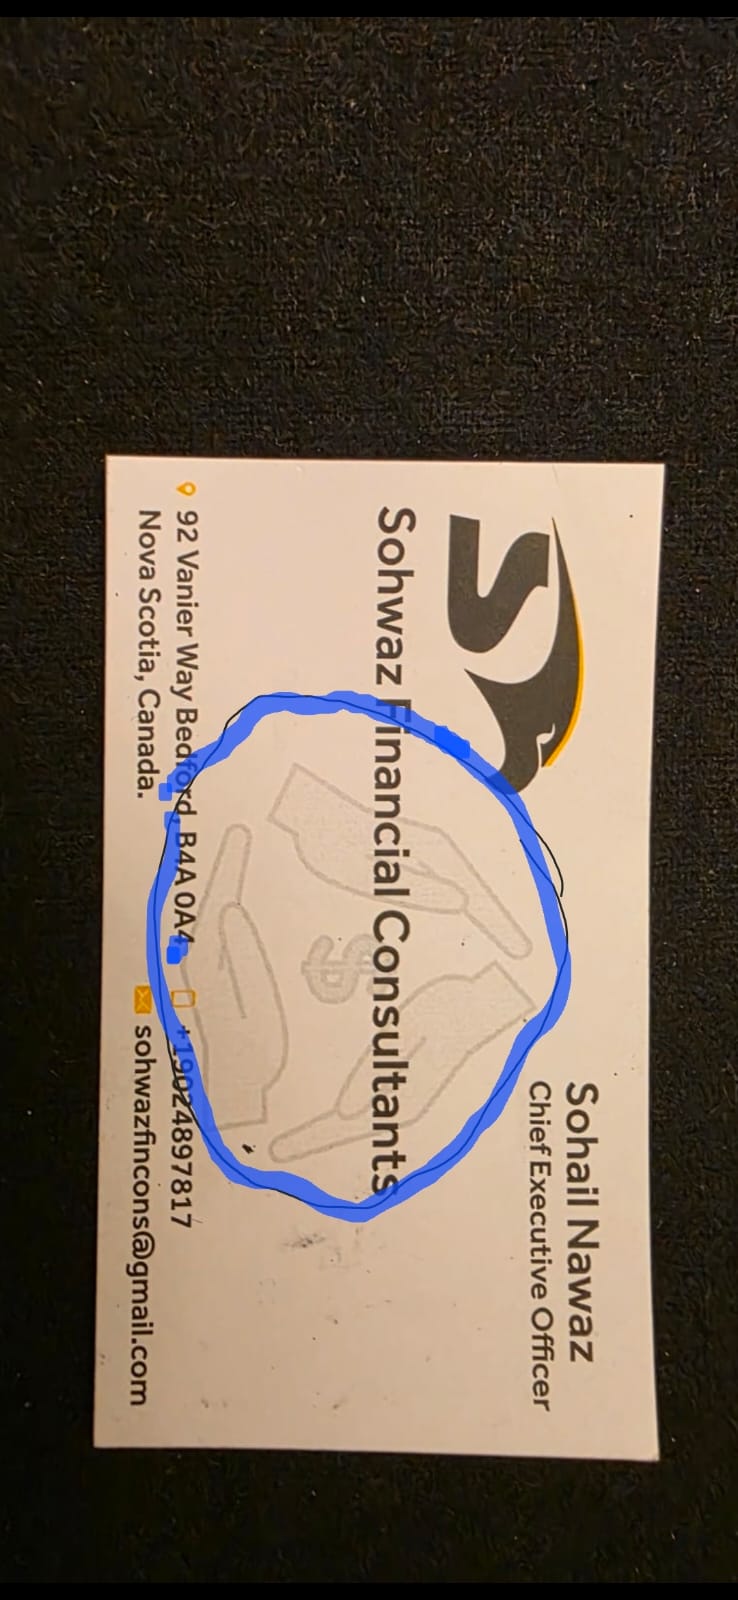 Sohail Nawaz
Chief Executive Officer
Sohwaz Financial Consultants
$
92 Vanier Way Bedford, B4A 0A4,
Nova Scotia, Canada.
+19024897817
sohwazfincons@gmail.com